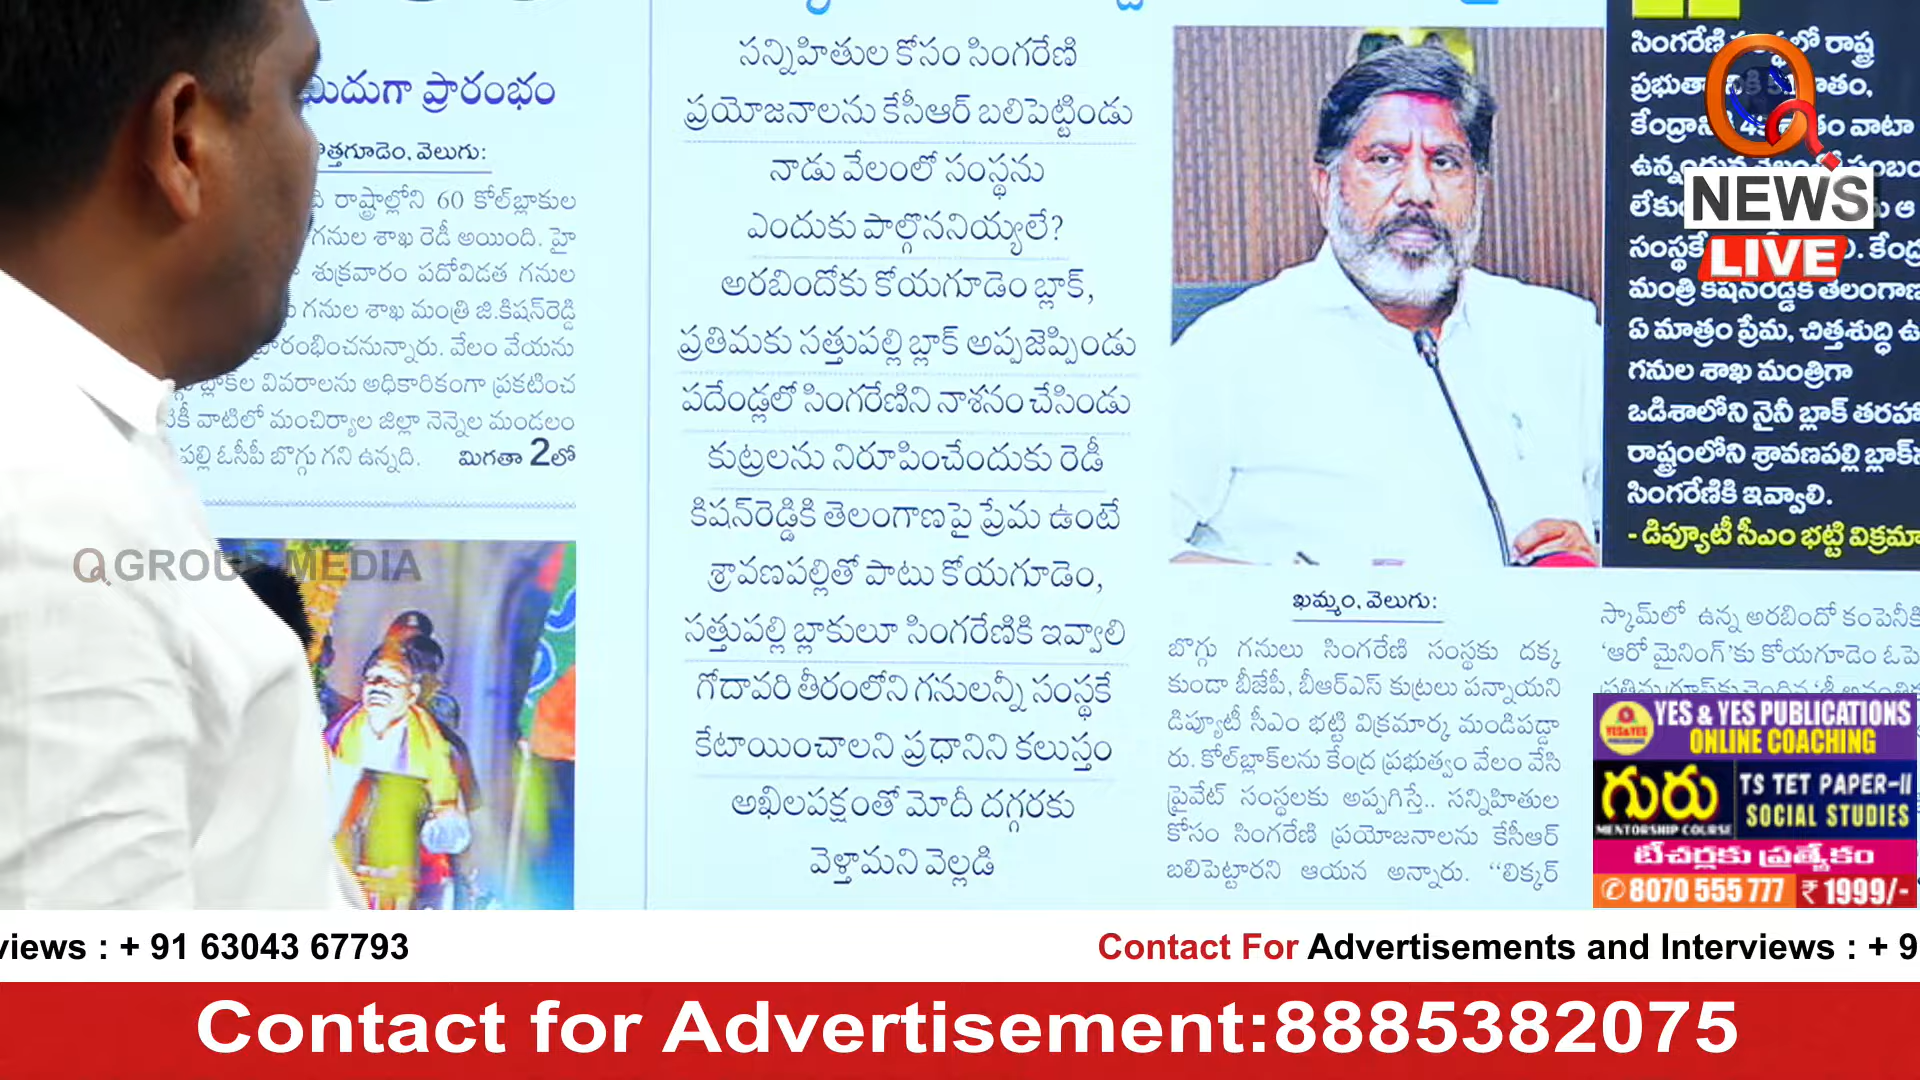 ప్రారంభం
వెలుగు:
రాష్ట్రాల్లోని 60 కోల్‌బ్లాకుల
గనుల శాఖ రెడీ అయింది. హై
శుక్రవారం పదోవిడత గనుల
గనుల శాఖ మంత్రి జి.కిషన్‌రెడ్డి
వేలం వేయను
బ్లాక్‌ల వివరాలను అధికారికంగా ప్రకటించ
వాటిలో మంచిర్యాల జిల్లా నెన్నెల మండలం
పల్లి ఓసీపీ బొగ్గు గని ఉన్నది. మిగతా 2లో
Q GROUP MEDIA
సన్నిహితుల కోసం సింగరేణి
ప్రయోజనాలను కేసీఆర్ బలిపెట్టిండు
నాడు వేలంలో సంస్థను
ఎందుకు పాల్గొననియ్యలే?
అరబిందోకు కోయగూడెం బ్లాక్,
ప్రతిమకు సత్తుపల్లి బ్లాక్ అప్పజెప్పిండు
పదేండ్లలో సింగరేణిని నాశనం చేసిండు
కుట్రలను నిరూపించేందుకు రెడీ
కిషన్‌రెడ్డికి తెలంగాణపై ప్రేమ ఉంటే
శ్రావణపల్లితో పాటు కోయగూడెం,
సత్తుపల్లి బ్లాకులూ సింగరేణికి ఇవ్వాలి
గోదావరి తీరంలోని గనులన్నీ సంస్థకే
కేటాయించాలని ప్రధానిని కలుస్తం
అఖిలపక్షంతో మోదీ దగ్గరకు
వెళ్తామని వెల్లడి
ఖమ్మం, వెలుగు:
బొగ్గు గనులు సింగరేణి సంస్థకు దక్క
కుండా బీజేపీ, బీఆర్ఎస్ కుట్రలు పన్నాయని
డిప్యూటీ సీఎం భట్టి విక్రమార్క మండిపడ్డా
రు. కోల్‌బ్లాక్‌లను కేంద్ర ప్రభుత్వం వేలం వేసి
ప్రైవేట్ సంస్థలకు అప్పగిస్తే.. సన్నిహితుల
కోసం సింగరేణి ప్రయోజనాలను కేసీఆర్
బలిపెట్టారని ఆయన అన్నారు. “లిక్కర్
సింగరేణి రాష్ట్ర
వాటా
మంత్రి కిషన్‌రెడ్డికి తెలంగాణ
ఏ మాత్రం ప్రేమ, చిత్తశుద్ధి
గనుల శాఖ మంత్రిగా
ఒడిశాలోని నైనీ బ్లాక్ తరహా
రాష్ట్రంలోని శ్రావణపల్లి బ్లాక్‌
సింగరేణికి ఇవ్వాలి.
- డిప్యూటీ సీఎం భట్టి
స్కామ్‌లో ఉన్న అరబిందో కంపెనీకి
‘ఆరో మైనింగ్’కు కోయగూడెం
NEWS
LIVE
YES & YES PUBLICATIONS
ONLINE COACHING
గురు
MENTORSHIP COURSE
TS TET PAPER-II
SOCIAL STUDIES
టీచర్లకు ప్రత్యేకం
8070 555 777 ₹ 1999/-
views : + 91 63043 67793
Contact For Advertisements and Interviews : + 9
Contact for Advertisement:8885382075